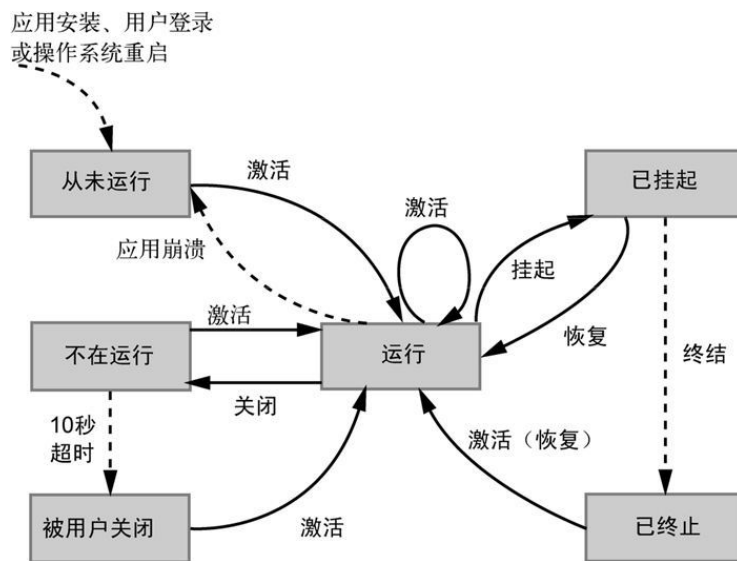 应用安装、用户登录
或操作系统重启
从未运行
激活
激活
已挂起
应用崩溃
挂起
激活
不在运行
运行
恢复
终结
关闭
10秒
超时
激活（恢复）
被用户关闭
激活
已终止